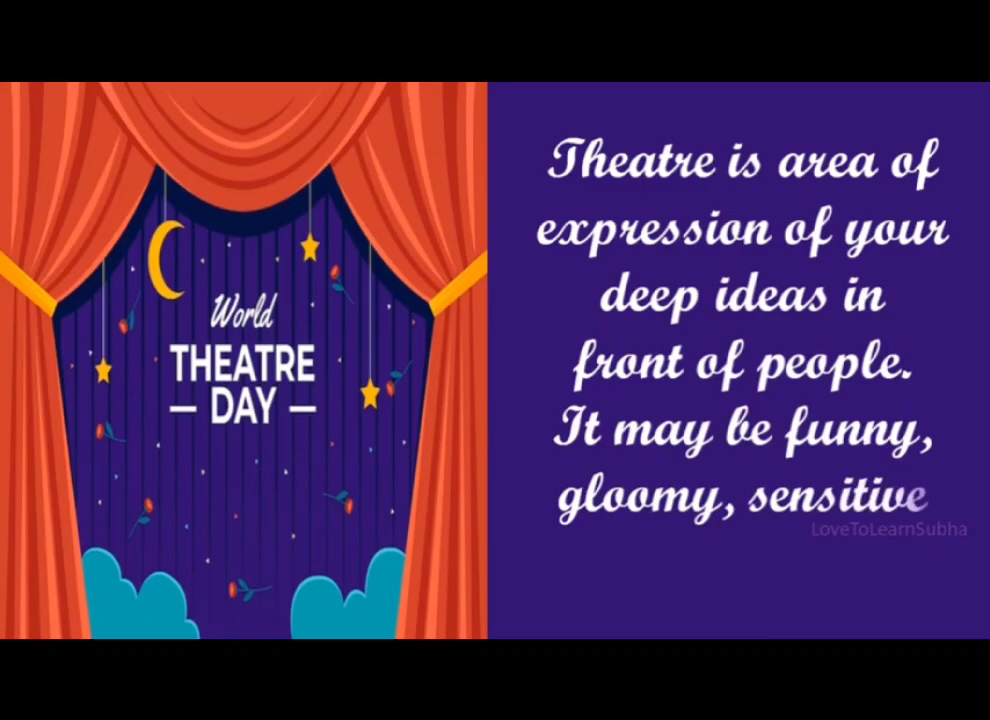 World
THEATRE
— DAY —
Theatre is area of
expression of your
deep ideas in
front of people.
It may be funny,
gloomy, sensitive
LoveToLearnSubha